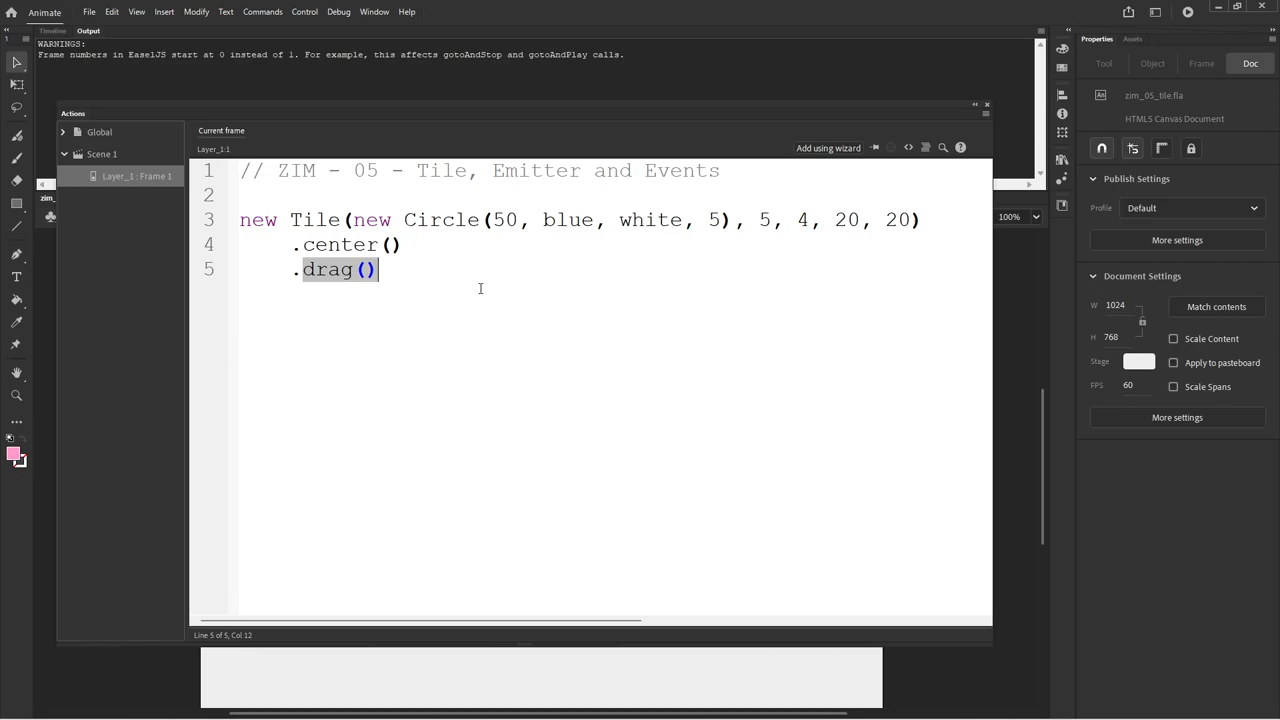 Animate File Edit View Insert Modify Text Commands Control Debug Window Help
Timeline Output
WARNINGS:
Frame numbers in EaselJS start at 0 instead of 1. For example, this affects gotoAndStop and gotoAndPlay calls.
Actions
Global
Scene 1
Layer_1 : Frame 1
Current frame
Layer_1:1
Add using wizard
1 // ZIM - 05 - Tile, Emitter and Events
2
3 new Tile(new Circle(50, blue, white, 5), 5, 4, 20, 20)
4 .center()
5 .drag()
Line 5 of 5, Col 12
zim_
100%
Properties Assets
Tool Object Frame Doc
An zim_05_tile.fla
HTML5 Canvas Document
Publish Settings
Profile Default
More settings
Document Settings
W 1024 Match contents
H 768 Scale Content
Stage Apply to pasteboard
FPS 60 Scale Spans
More settings